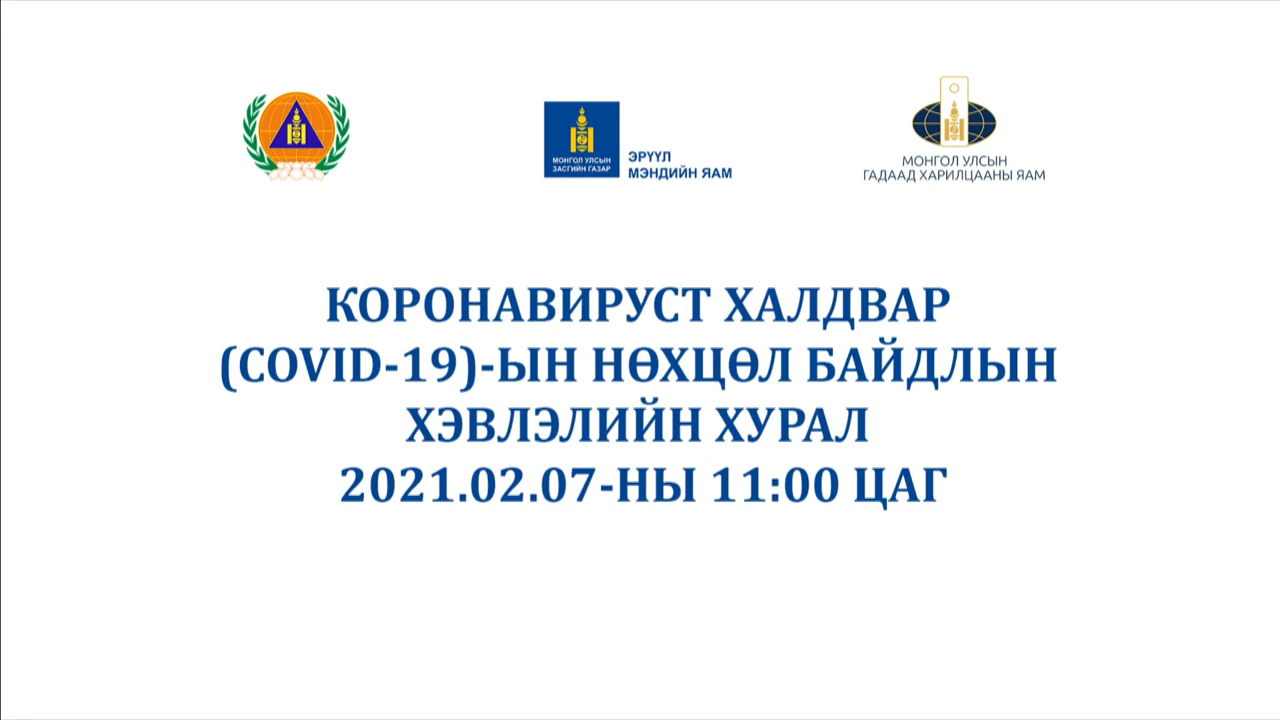 МОНГОЛ УЛСЫН
ЗАСГИЙН ГАЗАР
ЭРҮҮЛ
МЭНДИЙН ЯАМ
МОНГОЛ УЛСЫН
ГАДААД ХАРИЛЦААНЫ ЯАМ
КОРОНАВИРУСТ ХАЛДВАР
(COVID-19)-ЫН НӨХЦӨЛ БАЙДЛЫН
ХЭВЛЭЛИЙН ХУРАЛ
2021.02.07-НЫ 11:00 ЦАГ